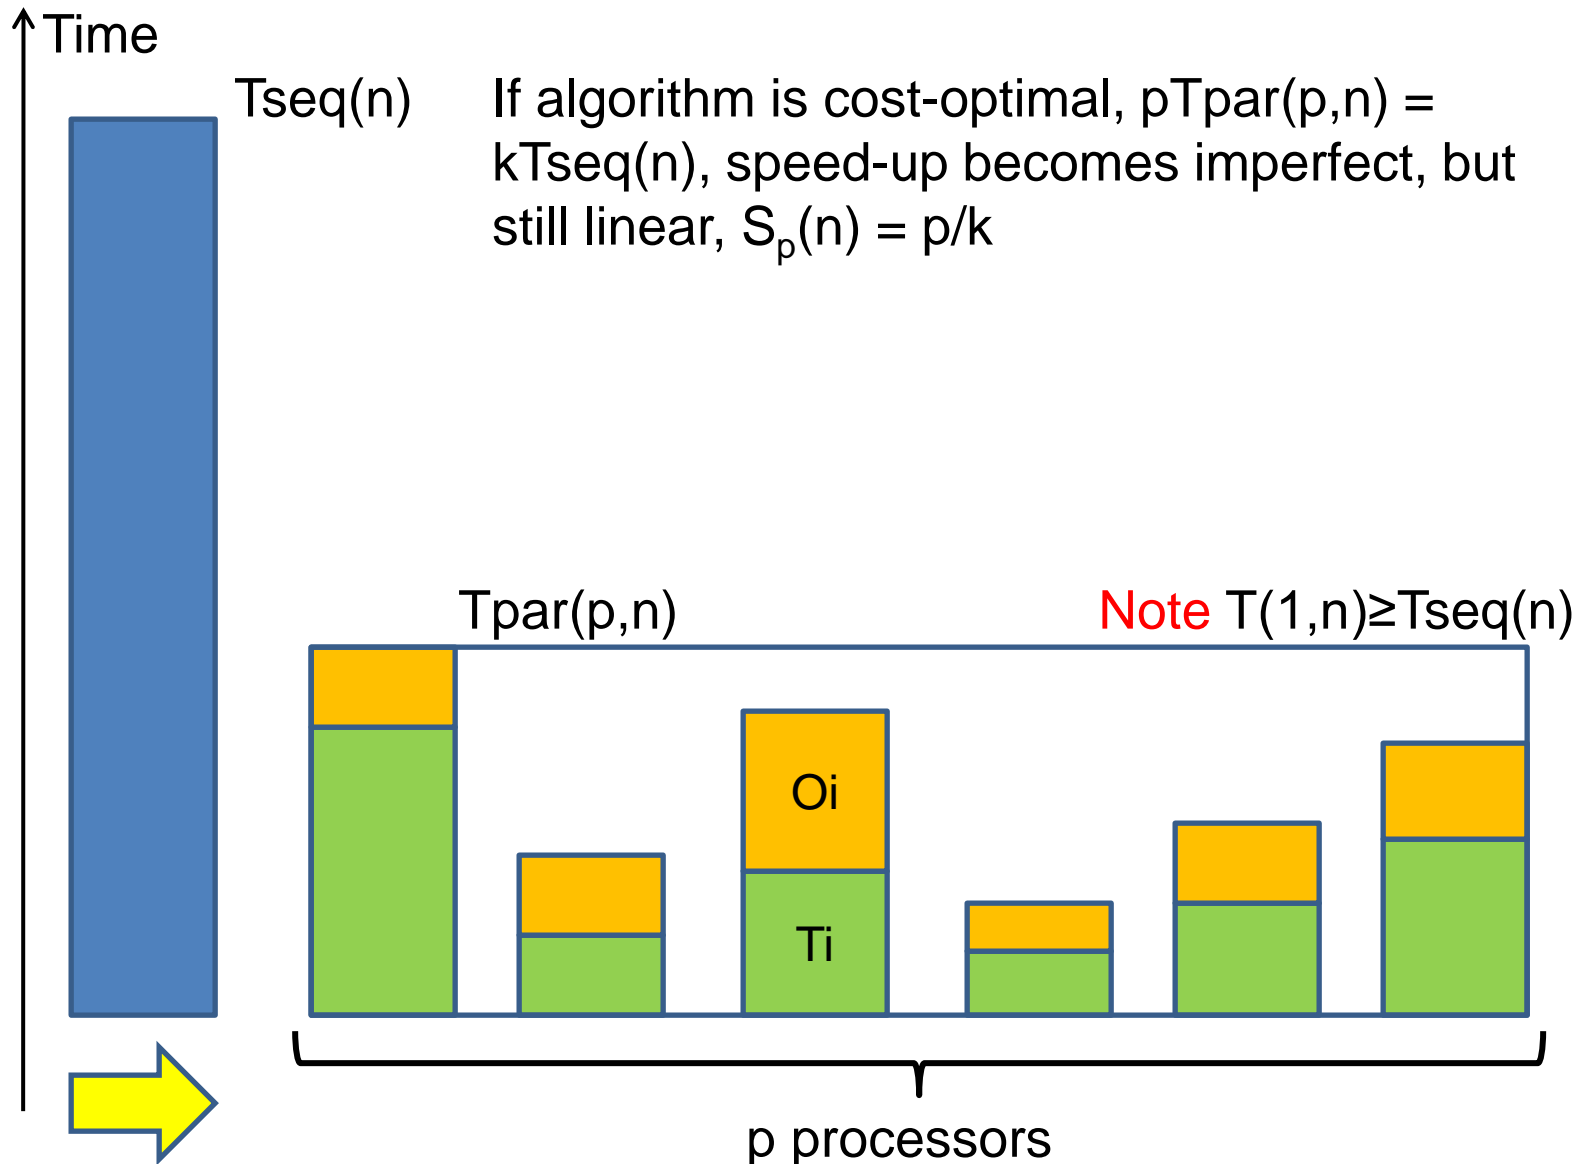 Time
Tseq(n)
If algorithm is cost-optimal, pTpar(p,n) =
kTseq(n), speed-up becomes imperfect, but
still linear, Sp(n) = p/k
Tpar(p,n)
Note T(1,n)≥Tseq(n)
Oi
Ti
p processors